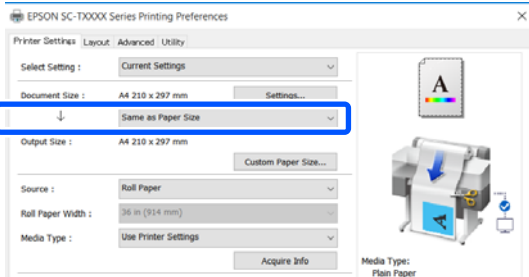 EPSON SC-TXXXX Series Printing Preferences
Printer Settings Layout Advanced Utility
Select Setting : Current Settings
Document Size : A4 210 x 297 mm Settings...
↓ Same as Paper Size
Output Size : A4 210 x 297 mm
Custom Paper Size...
Source : Roll Paper
Roll Paper Width : 36 in (914 mm)
Media Type : Use Printer Settings
Acquire Info
A
A
Media Type:
Plain Paper